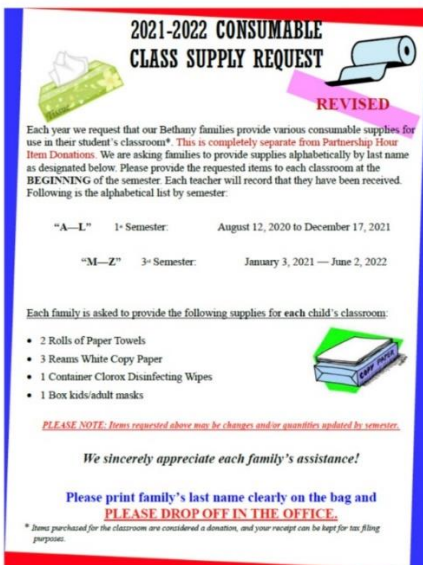 2021-2022 CONSUMABLE
CLASS SUPPLY REQUEST
REVISED
Each year we request that our Bethany families provide various consumable supplies for
use in their student's classroom*. This is completely separate from Partnership Hour
Item Donations. We are asking families to provide supplies alphabetically by last name
as designated below. Please provide the requested items to each classroom at the
BEGINNING of the semester. Each teacher will record that they have been received.
Following is the alphabetical list by semester:
"A—L" 1st Semester: August 12, 2020 to December 17, 2021
"M—Z" 3rd Semester: January 3, 2021 — June 2, 2022
Each family is asked to provide the following supplies for each child's classroom:
• 2 Rolls of Paper Towels
• 3 Reams White Copy Paper
• 1 Container Clorox Disinfecting Wipes
• 1 Box kids/adult masks
COPY PAPER
PLEASE NOTE: Items requested above may be changes and/or quantities updated by semester.
We sincerely appreciate each family's assistance!
Please print family's last name clearly on the bag and
PLEASE DROP OFF IN THE OFFICE.
* Items purchased for the classroom are considered a donation, and your receipt can be kept for tax filing
purposes.